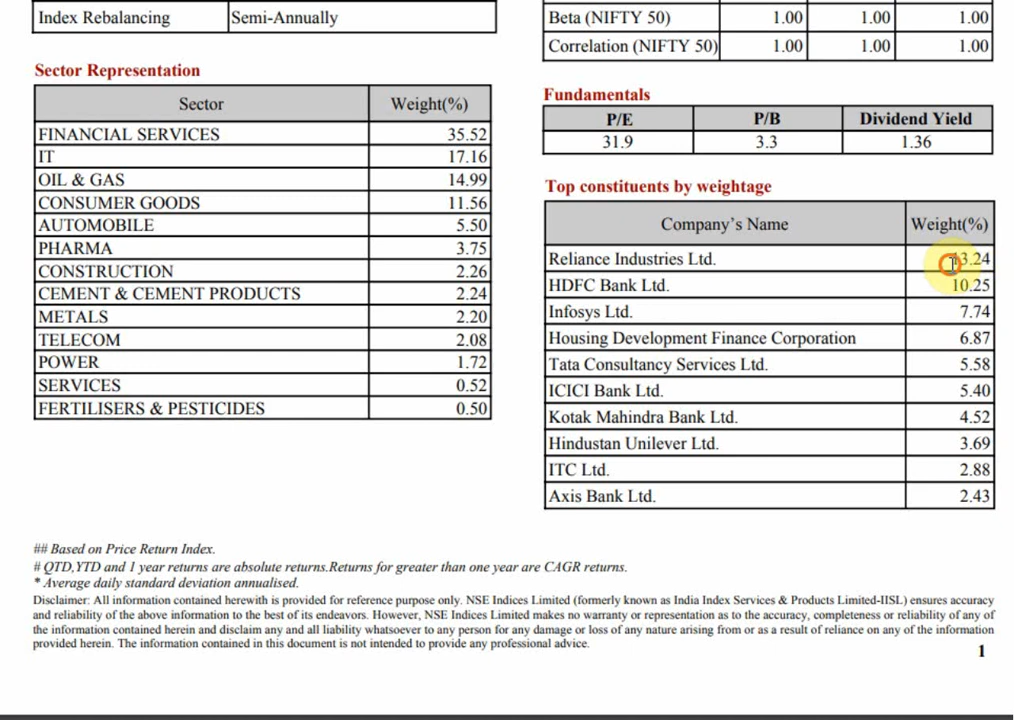 Index Rebalancing Semi-Annually
Sector Representation
Sector Weight(%)
FINANCIAL SERVICES 35.52
IT 17.16
OIL & GAS 14.99
CONSUMER GOODS 11.56
AUTOMOBILE 5.50
PHARMA 3.75
CONSTRUCTION 2.26
CEMENT & CEMENT PRODUCTS 2.24
METALS 2.20
TELECOM 2.08
POWER 1.72
SERVICES 0.52
FERTILISERS & PESTICIDES 0.50
Beta (NIFTY 50) 1.00 1.00 1.00
Correlation (NIFTY 50) 1.00 1.00 1.00
Fundamentals
P/E P/B Dividend Yield
31.9 3.3 1.36
Top constituents by weightage
Company's Name Weight(%)
Reliance Industries Ltd. 13.24
HDFC Bank Ltd. 10.25
Infosys Ltd. 7.74
Housing Development Finance Corporation 6.87
Tata Consultancy Services Ltd. 5.58
ICICI Bank Ltd. 5.40
Kotak Mahindra Bank Ltd. 4.52
Hindustan Unilever Ltd. 3.69
ITC Ltd. 2.88
Axis Bank Ltd. 2.43
## Based on Price Return Index.
# QTD,YTD and 1 year returns are absolute returns.Returns for greater than one year are CAGR returns.
* Average daily standard deviation annualised.
Disclaimer: All information contained herewith is provided for reference purpose only. NSE Indices Limited (formerly known as India Index Services & Products Limited-IISL) ensures accuracy
and reliability of the above information to the best of its endeavors. However, NSE Indices Limited makes no warranty or representation as to the accuracy, completeness or reliability of any of
the information contained herein and disclaim any and all liability whatsoever to any person for any damage or loss of any nature arising from or as a result of reliance on any of the information
provided herein. The information contained in this document is not intended to provide any professional advice.
1